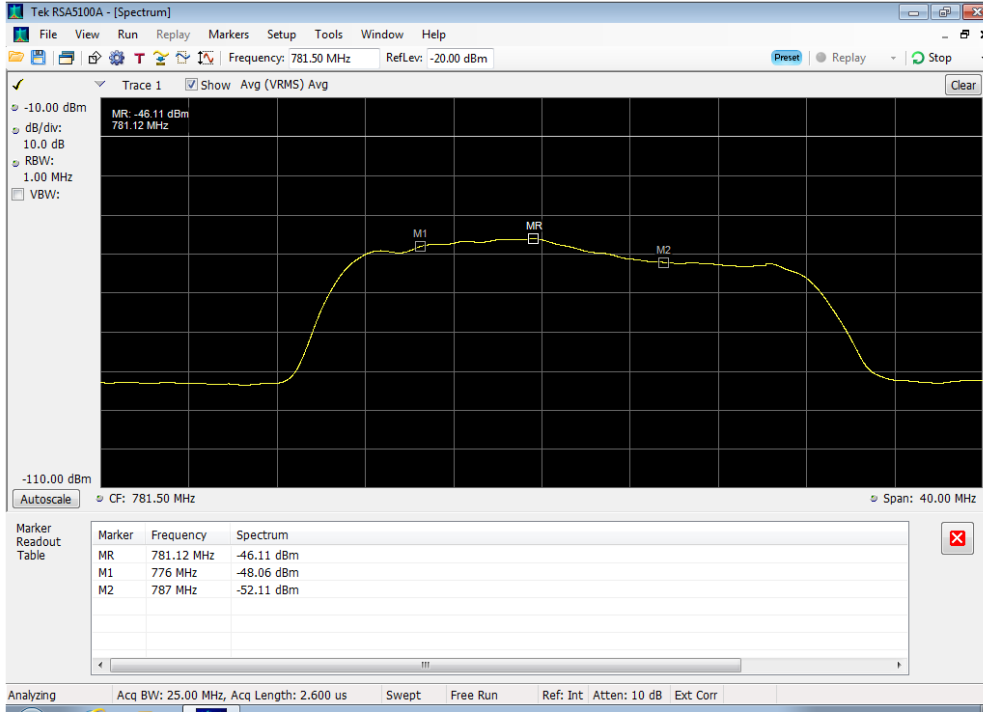 Tek RSA5100A - [Spectrum]
File View Run Replay Markers Setup Tools Window Help
T Frequency: 781.50 MHz RefLev: -20.00 dBm Preset Replay Stop
Trace 1 Show Avg (VRMS) Avg Clear
-10.00 dBm
dB/div:
10.0 dB
RBW:
1.00 MHz
VBW:
MR: -46.11 dBm
781.12 MHz
M1
MR
M2
-110.00 dBm
Autoscale CF: 781.50 MHz Span: 40.00 MHz
Marker
Readout
Table
Marker Frequency Spectrum
MR 781.12 MHz -46.11 dBm
M1 776 MHz -48.06 dBm
M2 787 MHz -52.11 dBm
Analyzing Acq BW: 25.00 MHz, Acq Length: 2.600 us Swept Free Run Ref: Int Atten: 10 dB Ext Corr